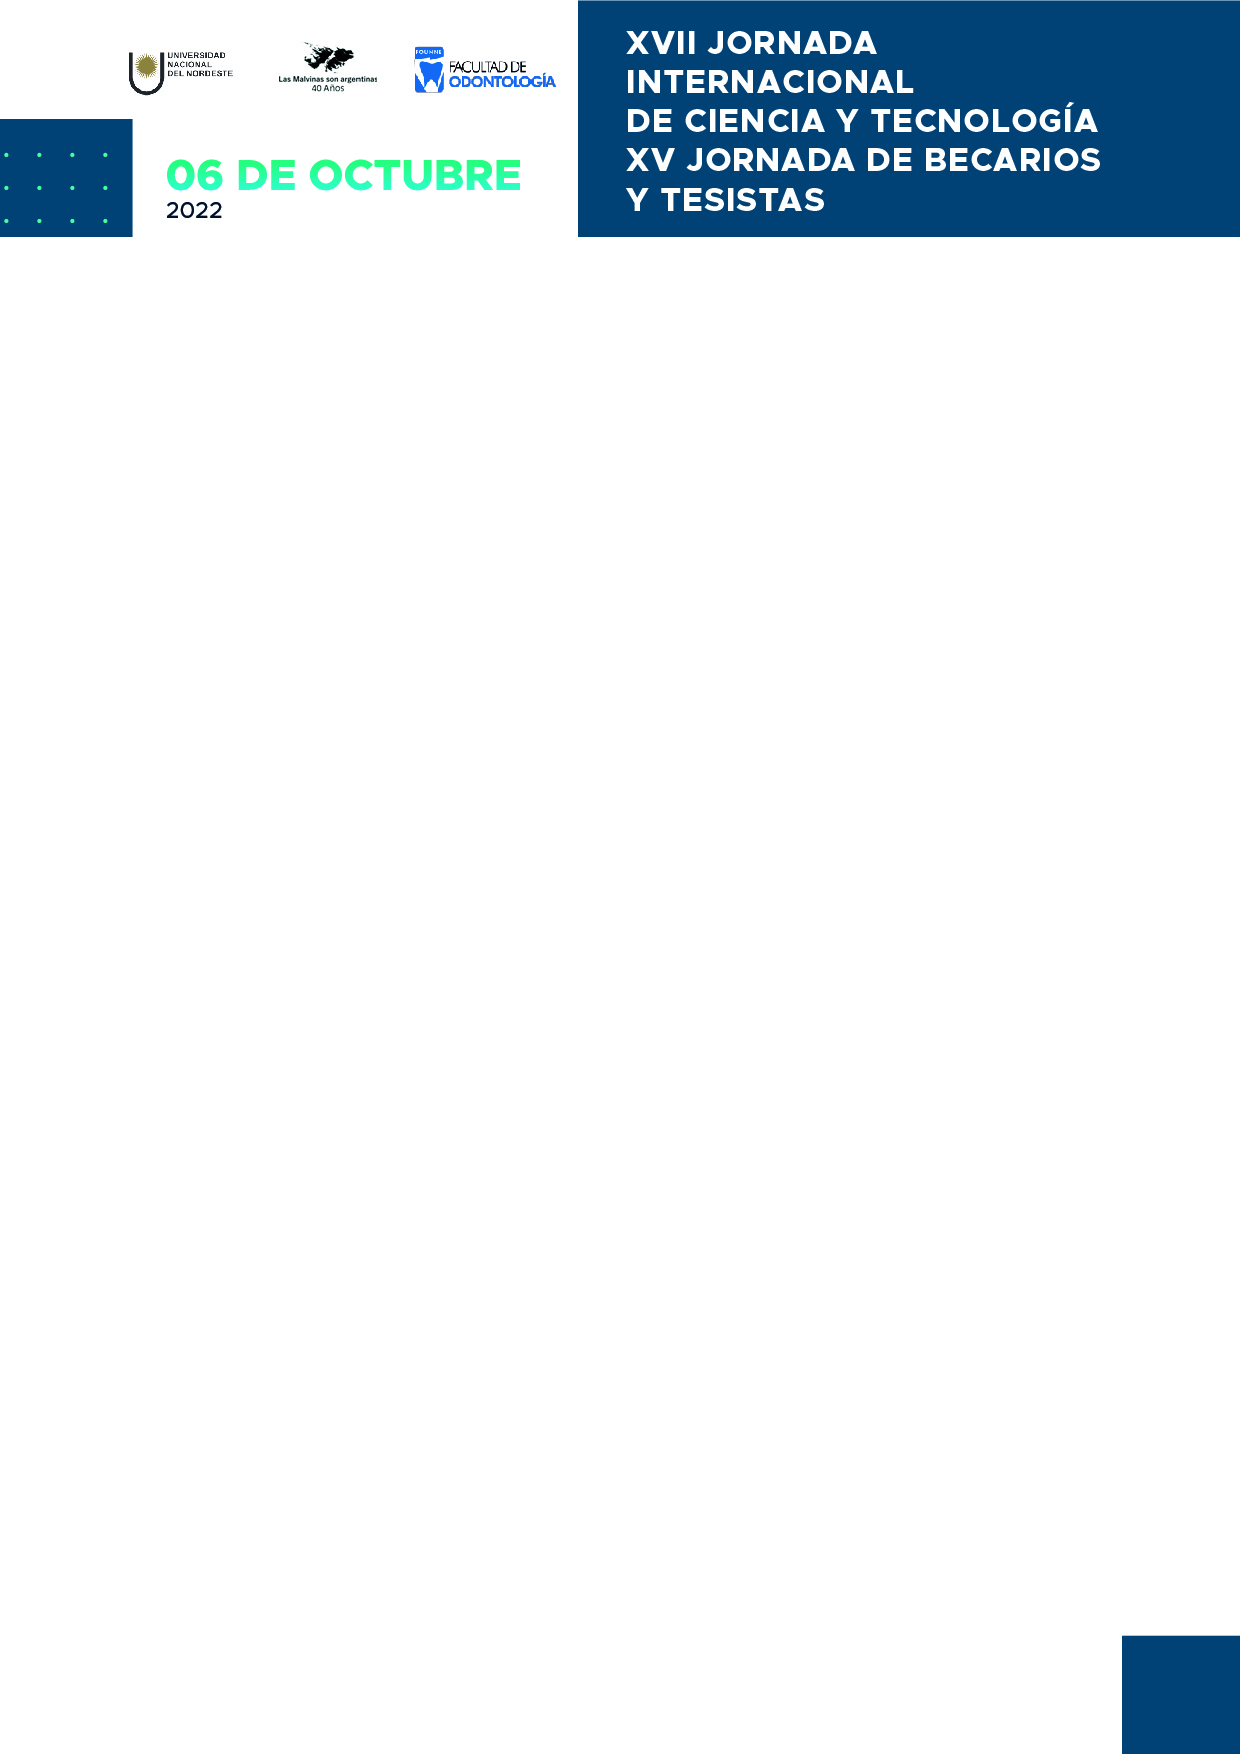 UNIVERSIDAD
NACIONAL
DEL NORDESTE
Las Malvinas son argentinas
40 Años
FOUNNE
FACULTAD DE
ODONTOLOGÍA
06 DE OCTUBRE
2022
XVII JORNADA
INTERNACIONAL
DE CIENCIA Y TECNOLOGÍA
XV JORNADA DE BECARIOS
Y TESISTAS